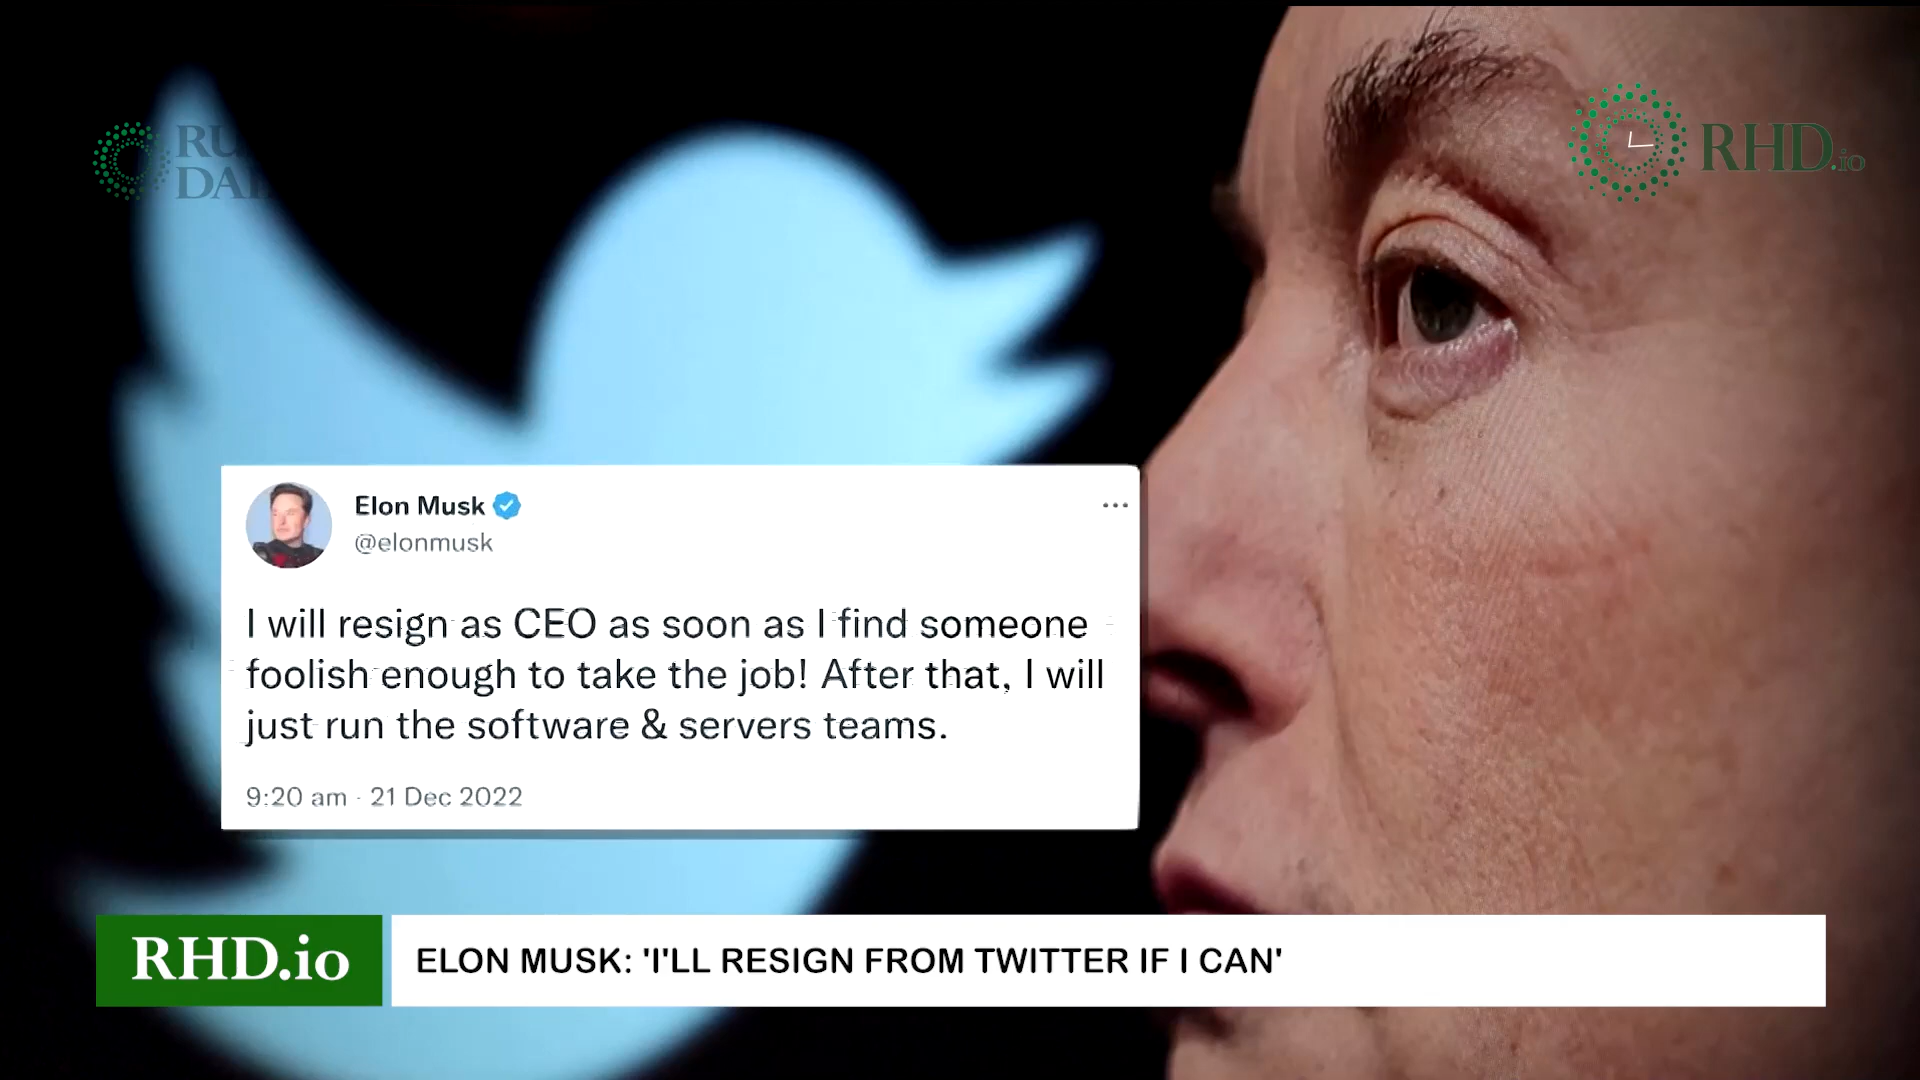 RHD.io
Elon Musk
@elonmusk
I will resign as CEO as soon as I find someone
foolish enough to take the job! After that, I will
just run the software & servers teams.
9:20 am · 21 Dec 2022
RHD.io
ELON MUSK: 'I'LL RESIGN FROM TWITTER IF I CAN'